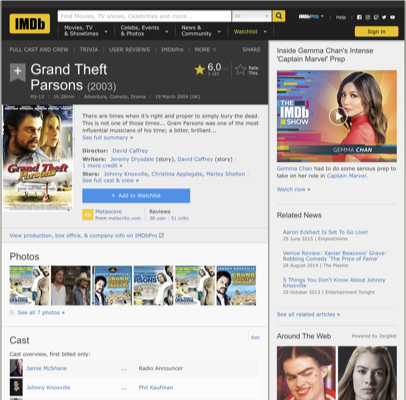 IMDb
Find Movies, TV shows, Celebrities and more...
All
IMDbPro
Help
Movies, TV
& Showtimes
Celebs, Events
& Photos
News &
Community
Watchlist
Sign in
FULL CAST AND CREW | TRIVIA | USER REVIEWS | IMDbPro | MORE
SHARE
Grand Theft
Parsons (2003)
6,0
Rate
This
PG-13 | 1h 28min | Adventure, Comedy, Drama | 19 March 2004 (UK)
There are times when it's right and proper to simply bury the dead.
This is not one of those times... Gram Parsons was one of the most
influential musicians of his time; a bitter, brilliant...
See full summary »
Director: David Caffrey
Writers: Jeremy Drysdale (story), David Caffrey (story) |
1 more credit »
Stars: Johnny Knoxville, Christina Applegate, Marley Shelton |
See full cast & crew »
+ Add to Watchlist
Metascore
From metacritic.com
Reviews
38 user | 31 critic
View production, box office, & company info on IMDbPro
Photos
See all 7 photos »
Cast
Edit
Cast overview, first billed only:
Jamie McShane ... Radio Announcer
Johnny Knoxville ... Phil Kaufman
Inside Gemma Chan's Intense
'Captain Marvel' Prep
THE
IMDb
SHOW
GEMMA CHAN
Gemma Chan had to do some serious prep to
take on her role in Captain Marvel.
Watch now »
Related News
Aaron Eckhart Is Set To Go Live!
25 June 2015 | EmpireOnline
Venice Review: Xavier Beauvois' Grave-
Robbing Comedy 'The Price of Fame'
28 August 2014 | The Playlist
5 Things You Don't Know About Johnny
Knoxville
25 October 2013 | Entertainment Tonight
See all related articles »
Around The Web
Powered by ZergNet